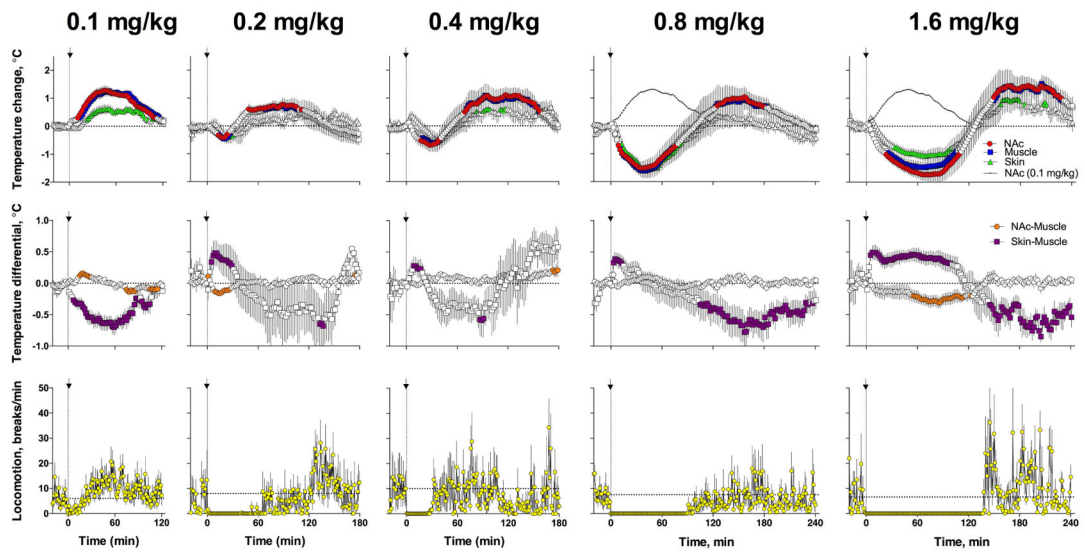 0.1 mg/kg 0.2 mg/kg 0.4 mg/kg 0.8 mg/kg 1.6 mg/kg
Temperature change, °C
2
1
0
-1
-2
NAc
Muscle
Skin
NAc (0.1 mg/kg)
Temperature differential, °C
1.0
0.5
0.0
-0.5
-1.0
NAc-Muscle
Skin-Muscle
Locomotion, breaks/min
50
40
30
20
10
0
0 60 120 0 60 120 180 0 60 120 180 0 60 120 180 240 0 60 120 180 240
Time (min) Time (min) Time (min) Time, min Time, min